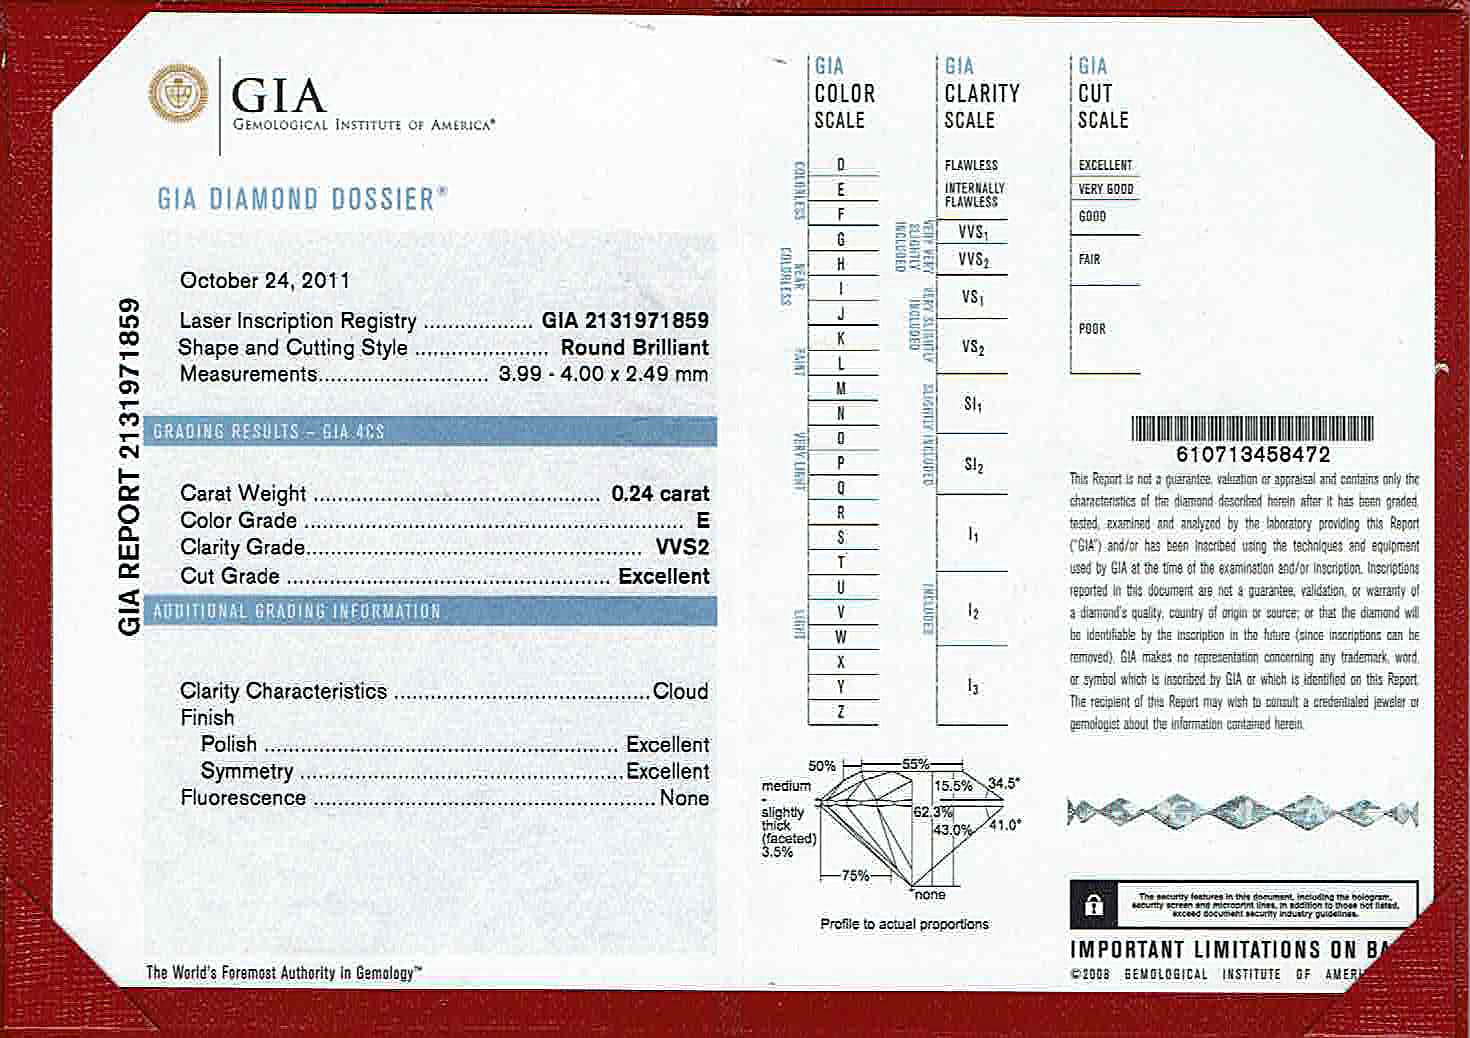 GIA
GEMOLOGICAL INSTITUTE OF AMERICA®
GIA DIAMOND DOSSIER®
GIA REPORT 2131971859
October 24, 2011
Laser Inscription Registry .................. GIA 2131971859
Shape and Cutting Style ...................... Round Brilliant
Measurements............................ 3.99 - 4.00 x 2.49 mm
GRADING RESULTS – GIA 4CS
Carat Weight .............................................. 0.24 carat
Color Grade .............................................................. E
Clarity Grade...................................................... VVS2
Cut Grade .................................................... Excellent
ADDITIONAL GRADING INFORMATION
Clarity Characteristics ..........................................Cloud
Finish
Polish ......................................................... Excellent
Symmetry .....................................................Excellent
Fluorescence ........................................................ None
The World's Foremost Authority in Gemology™
GIA
COLOR
SCALE
COLORLESS
D
E
F
NEAR
COLORLESS
G
H
I
J
FAINT
K
L
M
VERY LIGHT
N
O
P
Q
R
LIGHT
S
T
U
V
W
X
Y
Z
GIA
CLARITY
SCALE
FLAWLESS
INTERNALLY
FLAWLESS
VERY VERY
SLIGHTLY
INCLUDED
VVS1
VVS2
VERY SLIGHTLY
INCLUDED
VS1
VS2
SLIGHTLY INCLUDED
SI1
SI2
INCLUDED
I1
I2
I3
GIA
CUT
SCALE
EXCELLENT
VERY GOOD
GOOD
FAIR
POOR
50%
55%
medium
-
slightly
thick
(faceted)
3.5%
15.5%
34.5°
62.3%
43.0%
41.0°
75%
none
Profile to actual proportions
610713458472
This Report is not a guarantee, valuation or appraisal and contains only the
characteristics of the diamond described herein after it has been graded,
tested, examined and analyzed by the laboratory providing this Report
("GIA") and/or has been inscribed using the techniques and equipment
used by GIA at the time of the examination and/or inscription. Inscriptions
reported in this document are not a guarantee, validation, or warranty of
a diamond's quality, country of origin or source; or that the diamond will
be identifiable by the inscription in the future (since inscriptions can be
removed). GIA makes no representation concerning any trademark, word,
or symbol which is inscribed by GIA or which is identified on this Report.
The recipient of this Report may wish to consult a credentialed jeweler or
gemologist about the information contained herein.
The security features in this document, including the hologram,
security screen and microprint lines, in addition to those not listed,
exceed document security industry guidelines.
IMPORTANT LIMITATIONS ON BA
©2008 GEMOLOGICAL INSTITUTE OF AMERI